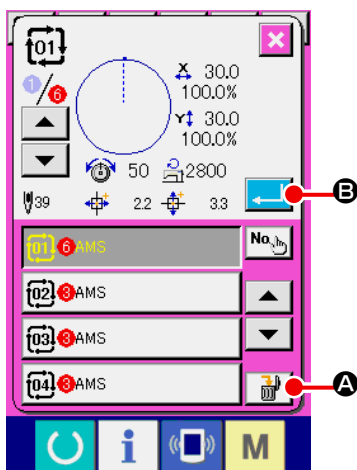 01
X 30.0
100.0%
1/6
Y 30.0
100.0%
50 2800
B
39 2.2 3.3
01 6 AMS No.
02 3 AMS
03 3 AMS
04 3 AMS
A
i M